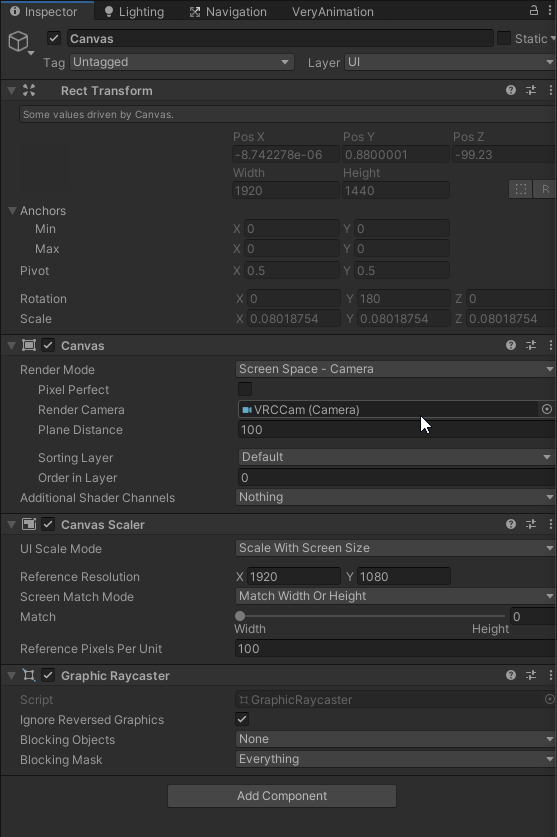 Inspector Lighting Navigation VeryAnimation
Canvas Static
Tag Untagged Layer UI
Rect Transform
Some values driven by Canvas.
Pos X Pos Y Pos Z
-8.742278e-06 0.8800001 -99.23
Width Height
1920 1440 R
Anchors
Min X 0 Y 0
Max X 0 Y 0
Pivot X 0.5 Y 0.5
Rotation X 0 Y 180 Z 0
Scale X 0.08018754 Y 0.08018754 Z 0.08018754
Canvas
Render Mode Screen Space - Camera
Pixel Perfect
Render Camera VRCCam (Camera)
Plane Distance 100
Sorting Layer Default
Order in Layer 0
Additional Shader Channels Nothing
Canvas Scaler
UI Scale Mode Scale With Screen Size
Reference Resolution X 1920 Y 1080
Screen Match Mode Match Width Or Height
Match 0
Width Height
Reference Pixels Per Unit 100
Graphic Raycaster
Script GraphicRaycaster
Ignore Reversed Graphics
Blocking Objects None
Blocking Mask Everything
Add Component